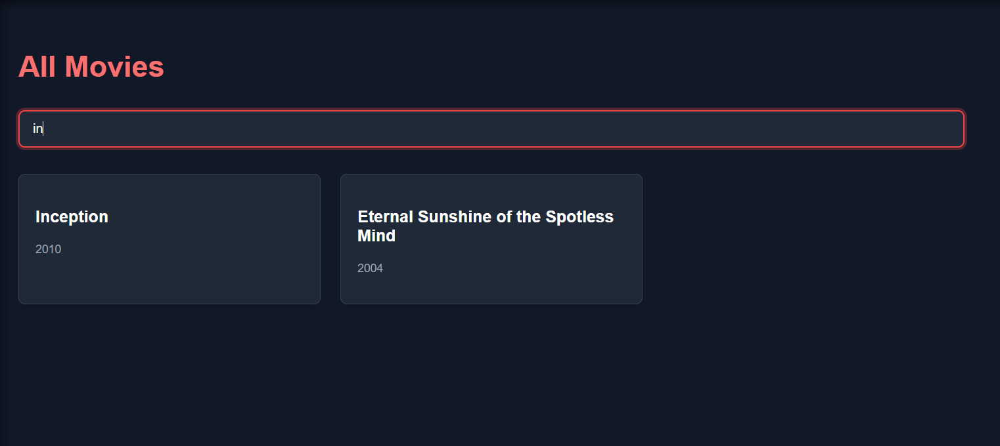 All Movies
in
Inception
2010
Eternal Sunshine of the Spotless
Mind
2004